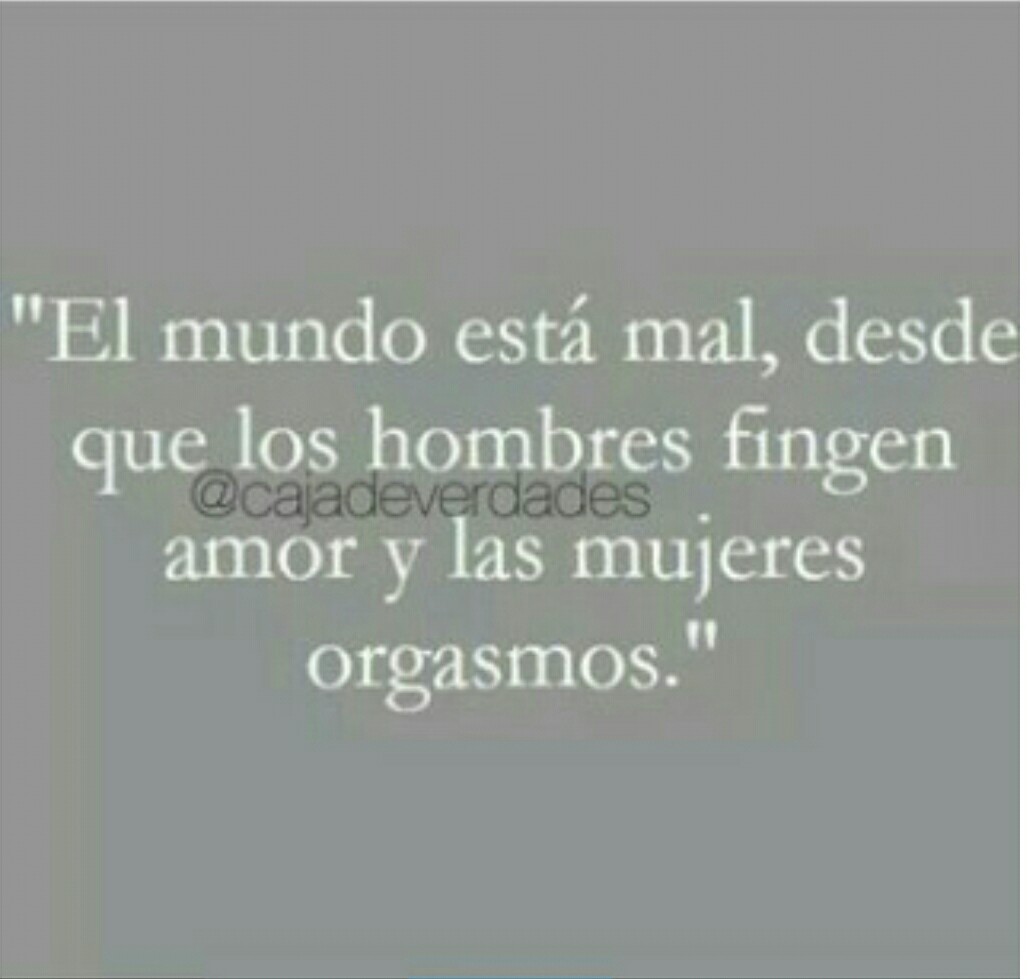 "El mundo está mal, desde
que los hombres fingen
@cajadeverdades
amor y las mujeres
orgasmos."